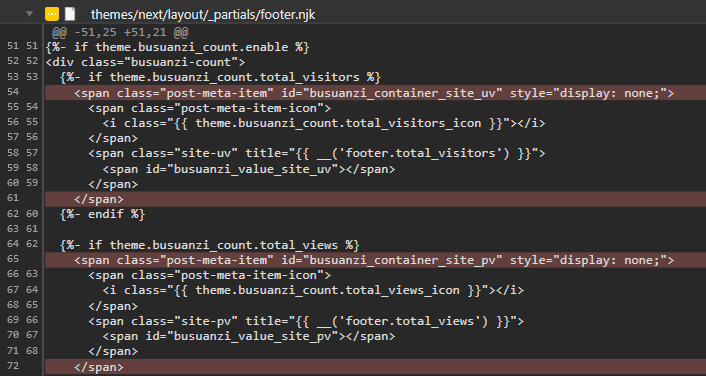 themes/next/layout/_partials/footer.njk
@@ -51,25 +51,21 @@
51 51 {%- if theme.busuanzi_count.enable %}
52 52 <div class="busuanzi-count">
53 53   {%- if theme.busuanzi_count.total_visitors %}
54     <span class="post-meta-item" id="busuanzi_container_site_uv" style="display: none;">
55 54       <span class="post-meta-item-icon">
56 55         <i class="{{ theme.busuanzi_count.total_visitors_icon }}"></i>
57 56       </span>
58 57       <span class="site-uv" title="{{ __('footer.total_visitors') }}">
59 58         <span id="busuanzi_value_site_uv"></span>
60 59       </span>
61     </span>
62 60   {%- endif %}
63 61
64 62   {%- if theme.busuanzi_count.total_views %}
65     <span class="post-meta-item" id="busuanzi_container_site_pv" style="display: none;">
66 63       <span class="post-meta-item-icon">
67 64         <i class="{{ theme.busuanzi_count.total_views_icon }}"></i>
68 65       </span>
69 66       <span class="site-pv" title="{{ __('footer.total_views') }}">
70 67         <span id="busuanzi_value_site_pv"></span>
71 68       </span>
72     </span>